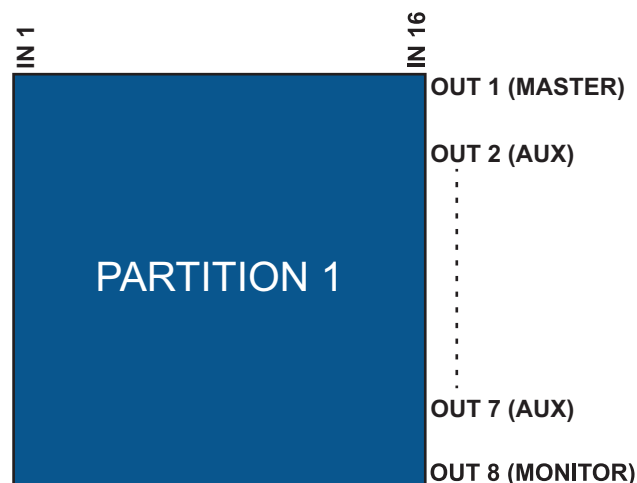 IN 1
IN 16
OUT 1 (MASTER)
OUT 2 (AUX)
PARTITION 1
OUT 7 (AUX)
OUT 8 (MONITOR)